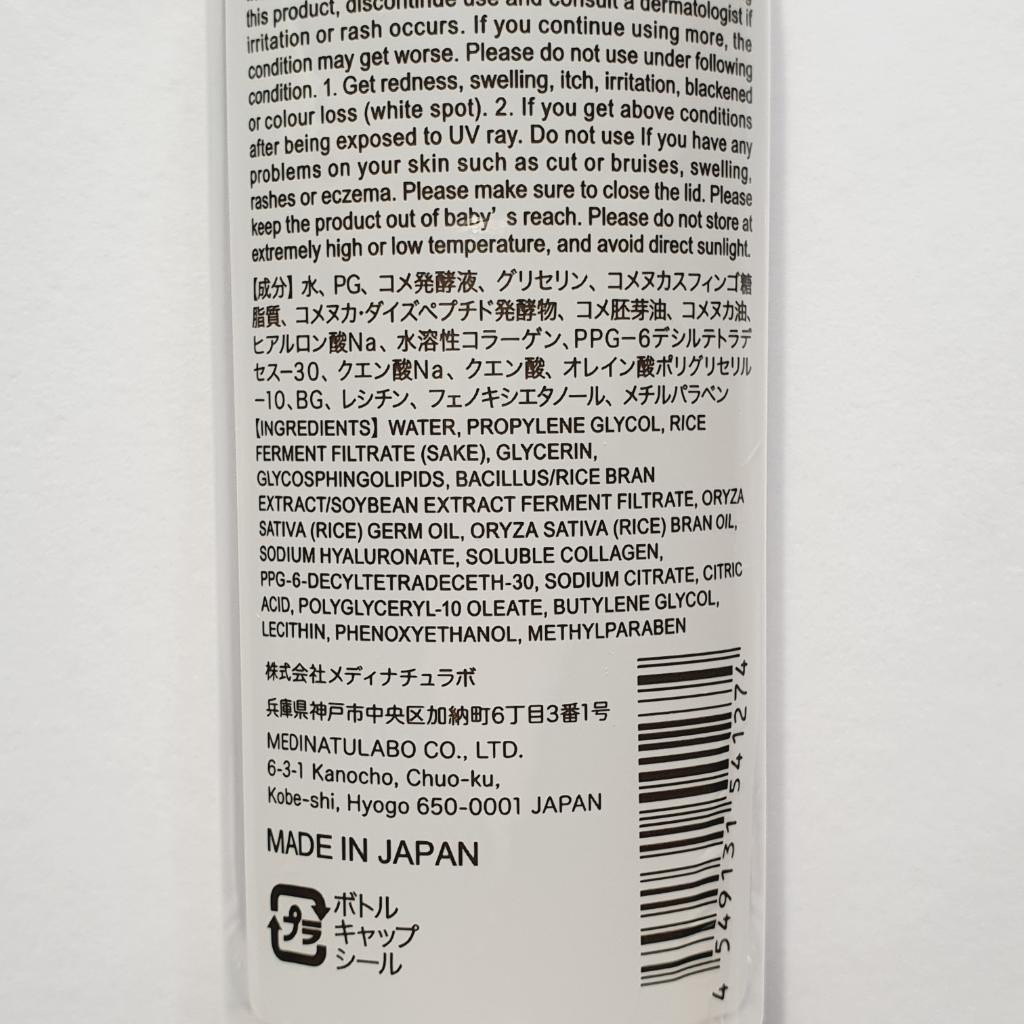 this product, discontinue use and consult a dermatologist if
irritation or rash occurs. If you continue using more, the
condition may get worse. Please do not use under following
condition. 1. Get redness, swelling, itch, irritation, blackened
or colour loss (white spot). 2. If you get above conditions
after being exposed to UV ray. Do not use If you have any
problems on your skin such as cut or bruises, swelling,
rashes or eczema. Please make sure to close the lid. Please
keep the product out of baby’s reach. Please do not store at
extremely high or low temperature, and avoid direct sunlight.
【成分】水、PG、コメ発酵液、グリセリン、コメヌカスフィンゴ糖
脂質、コメヌカ・ダイズペプチド発酵物、コメ胚芽油、コメヌカ油、
ヒアルロン酸Na、水溶性コラーゲン、PPG−6デシルテトラデ
セス−30、クエン酸Na、クエン酸、オレイン酸ポリグリセリル
−10、BG、レシチン、フェノキシエタノール、メチルパラベン
【INGREDIENTS】WATER, PROPYLENE GLYCOL, RICE
FERMENT FILTRATE (SAKE), GLYCERIN,
GLYCOSPHINGOLIPIDS, BACILLUS/RICE BRAN
EXTRACT/SOYBEAN EXTRACT FERMENT FILTRATE, ORYZA
SATIVA (RICE) GERM OIL, ORYZA SATIVA (RICE) BRAN OIL,
SODIUM HYALURONATE, SOLUBLE COLLAGEN,
PPG-6-DECYLTETRADECETH-30, SODIUM CITRATE, CITRIC
ACID, POLYGLYCERYL-10 OLEATE, BUTYLENE GLYCOL,
LECITHIN, PHENOXYETHANOL, METHYLPARABEN
株式会社メディナチュラボ
兵庫県神戸市中央区加納町6丁目3番1号
MEDINATULABO CO., LTD.
6-3-1 Kanocho, Chuo-ku,
Kobe-shi, Hyogo 650-0001 JAPAN
MADE IN JAPAN
プラ
ボトル
キャップ
シール
4 549131 541274